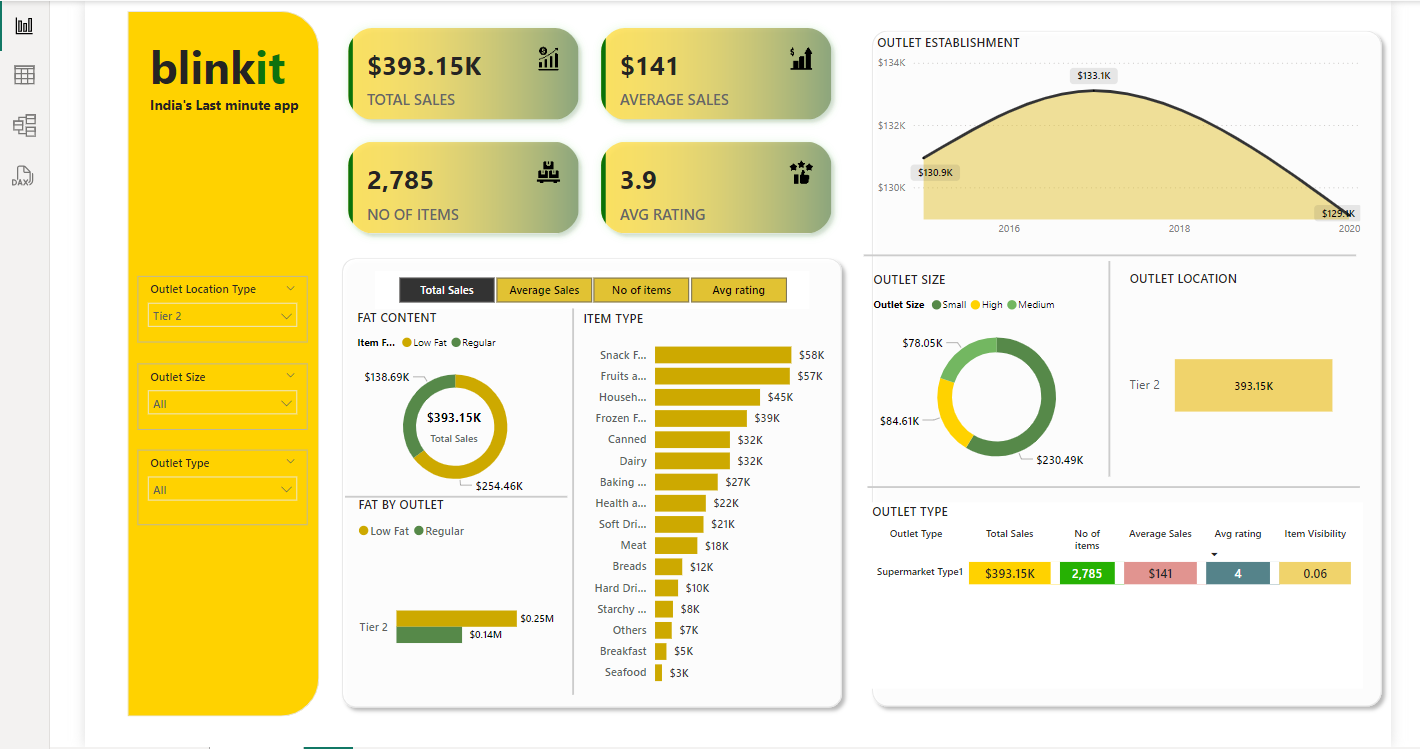 DAX
blinkit
India's Last minute app
Outlet Location Type
Tier 2
Outlet Size
All
Outlet Type
All
$393.15K
TOTAL SALES
$141
AVERAGE SALES
2,785
NO OF ITEMS
3.9
AVG RATING
Total Sales Average Sales No of items Avg rating
FAT CONTENT
Item F... Low Fat Regular
$138.69K
$393.15K
Total Sales
$254.46K
FAT BY OUTLET
Low Fat Regular
Tier 2
$0.25M
$0.14M
ITEM TYPE
Snack F... $58K
Fruits a... $57K
Househ... $45K
Frozen F... $39K
Canned $32K
Dairy $32K
Baking ... $27K
Health a... $22K
Soft Dri... $21K
Meat $18K
Breads $12K
Hard Dri... $10K
Starchy ... $8K
Others $7K
Breakfast $5K
Seafood $3K
OUTLET ESTABLISHMENT
$134K
$133.1K
$132K
$130.9K
$130K
2016 2018 2020
OUTLET SIZE
Outlet Size Small High Medium
$78.05K
$84.61K
$230.49K
OUTLET LOCATION
Tier 2 393.15K
OUTLET TYPE
Outlet Type Total Sales No of items Average Sales Avg rating Item Visibility
Supermarket Type1 $393.15K 2,785 $141 4 0.06